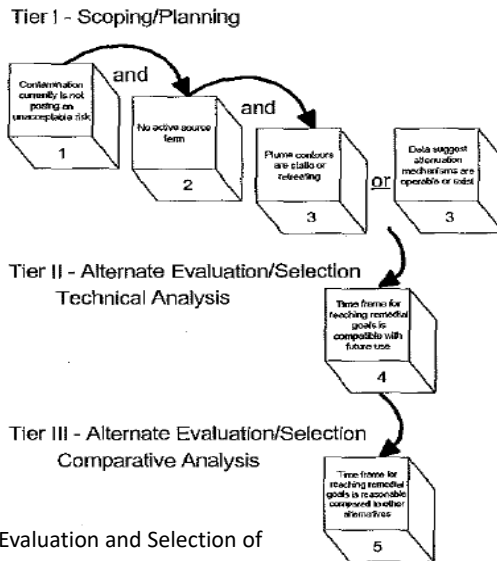 Tier I - Scoping/Planning
Contamination
currently is not
posing an
unacceptable risk
1
and
No active source
term
2
and
Plume contours
are static or
retreating
3
or
Data suggest
attenuation
mechanisms are
operable or exist
3
Tier II - Alternate Evaluation/Selection
Technical Analysis
Time frame for
reaching remedial
goals is
compatible with
future use
4
Tier III - Alternate Evaluation/Selection
Comparative Analysis
Time frame for
reaching remedial
goals is reasonable
compared to other
alternatives
5
Evaluation and Selection of